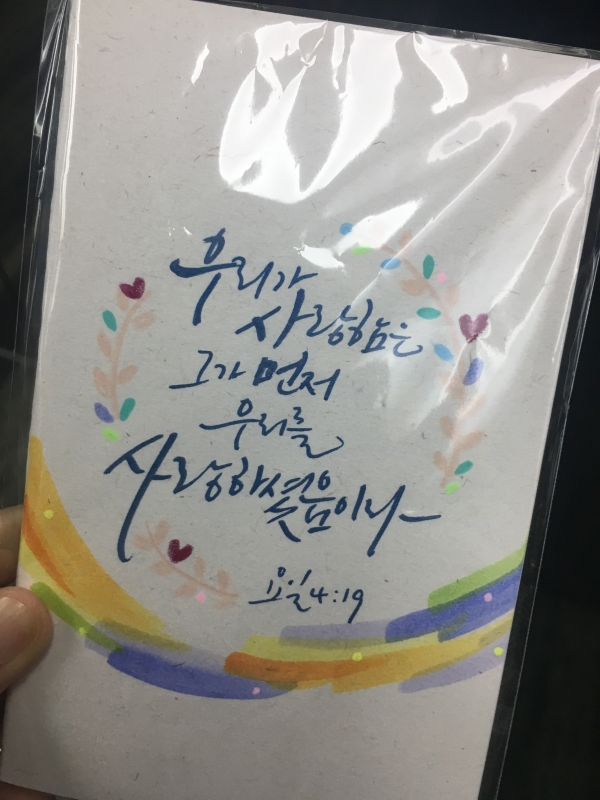 우리가
사랑함은
그가 먼저
우리를
사랑하셨음이니
요일 4:19